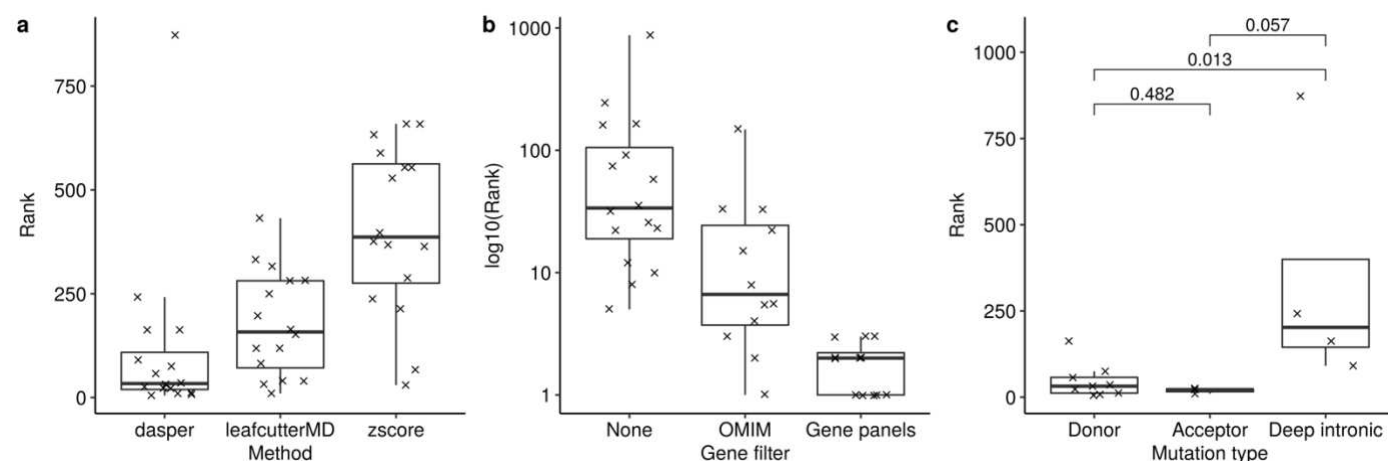 a
Rank
750
500
250
0
dasper leafcutterMD zscore
Method
b
log10(Rank)
1000
100
10
1
None OMIM Gene panels
Gene filter
c
Rank
1000
750
500
250
0
0.057
0.013
0.482
Donor Acceptor Deep intronic
Mutation type